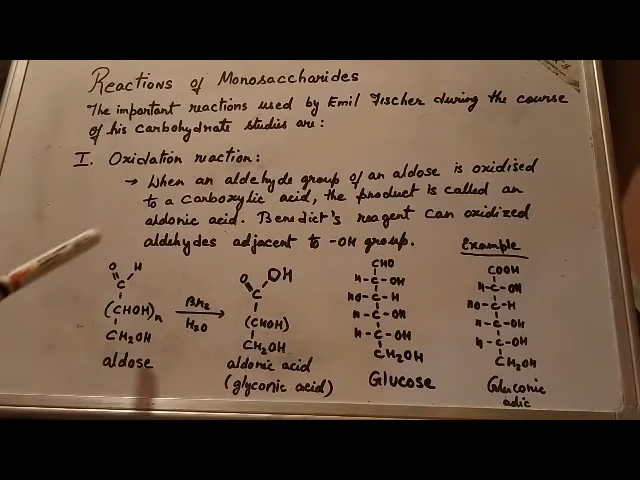 Reactions of Monosaccharides
The important reactions used by Emil Fischer during the course
of his carbohydrate studies are:
I. Oxidation reaction:
→ When an aldehyde group of an aldose is oxidised
to a carboxylic acid, the product is called an
aldonic acid. Benedict's reagent can oxidized
aldehydes adjacent to -OH group.
Example
O H
C
(CHOH)n
CH2OH
aldose
Br2
H2O
O OH
C
(CHOH)
CH2OH
aldonic acid
(glyconic acid)
CHO
H-C-OH
HO-C-H
H-C-OH
H-C-OH
CH2OH
Glucose
COOH
H-C-OH
HO-C-H
H-C-OH
H-C-OH
CH2OH
Gluconic
adic